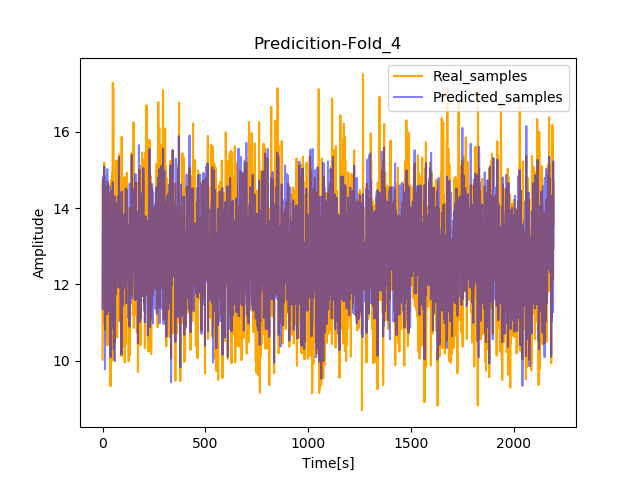 Predicition-Fold_4
Real_samples
Predicted_samples
16
14
12
10
Amplitude
0
500
1000
1500
2000
Time[s]